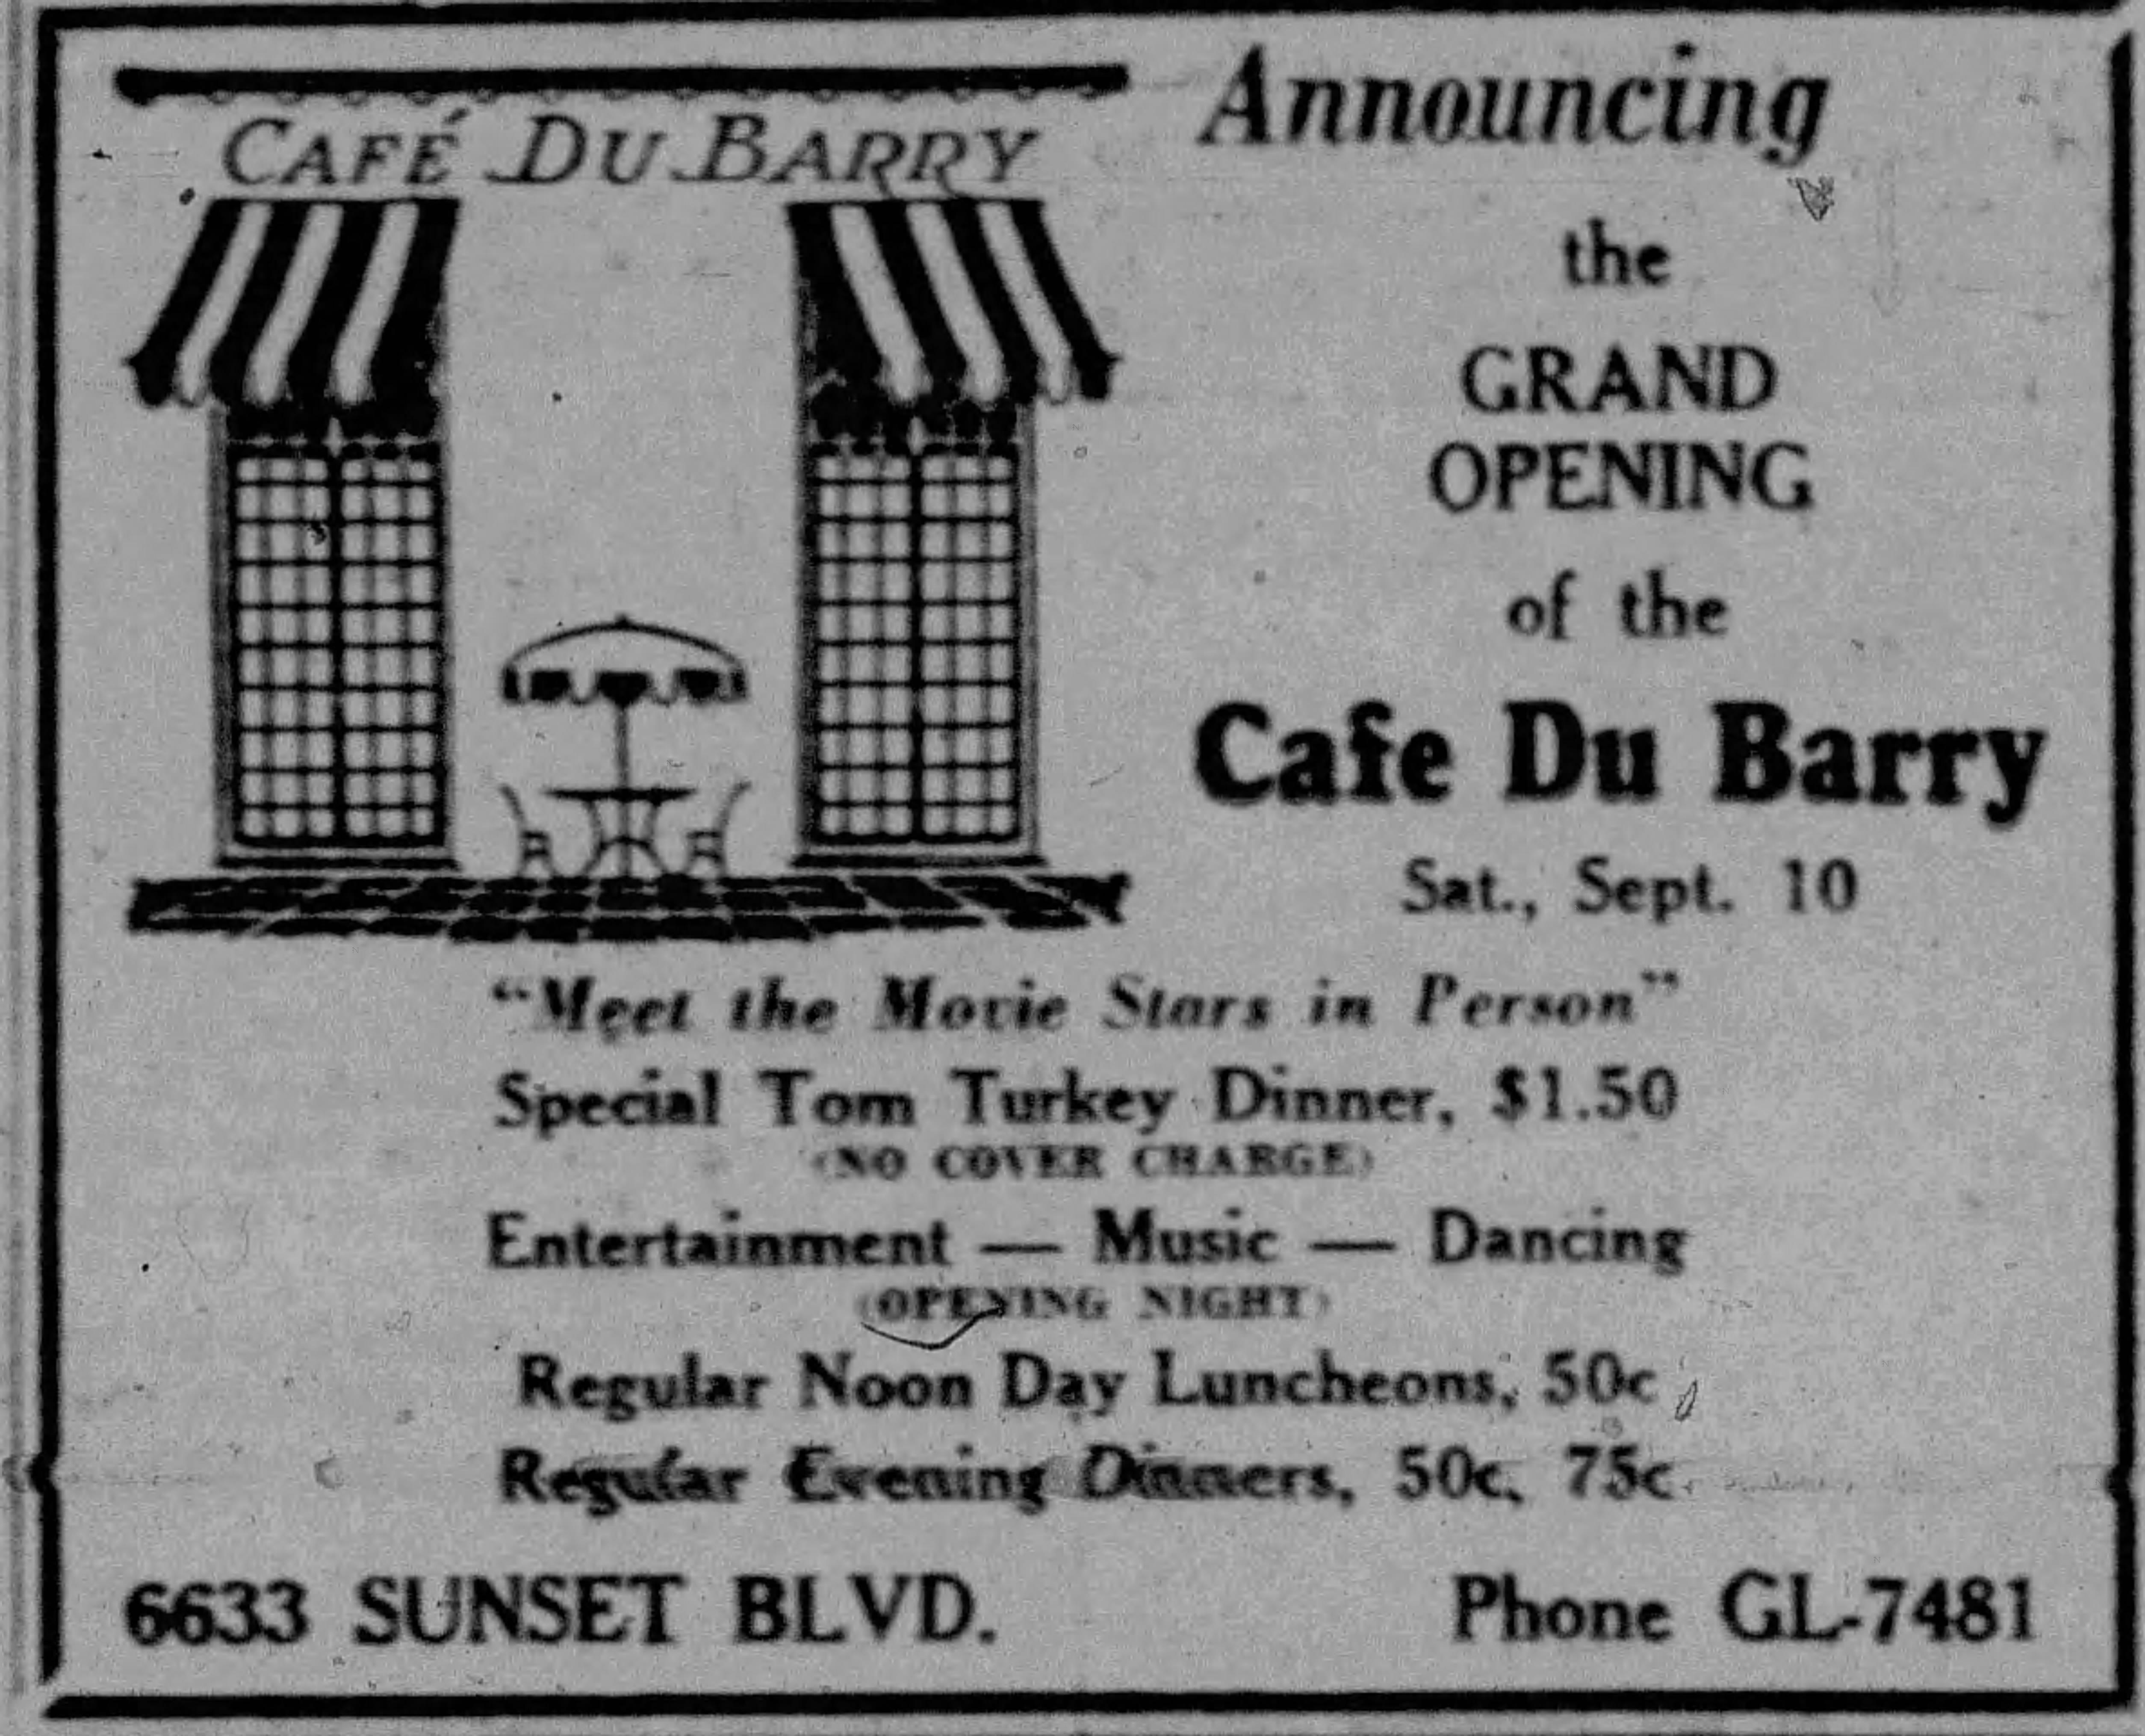 CAFÉ DU BARRY
Announcing
the
GRAND
OPENING
of the
Cafe Du Barry
Sat., Sept. 10
"Meet the Movie Stars in Person"
Special Tom Turkey Dinner, $1.50
(NO COVER CHARGE)
Entertainment — Music — Dancing
(OPENING NIGHT)
Regular Noon Day Luncheons, 50c
Regular Evening Dinners, 50c, 75c
6633 SUNSET BLVD.
Phone GL-7481